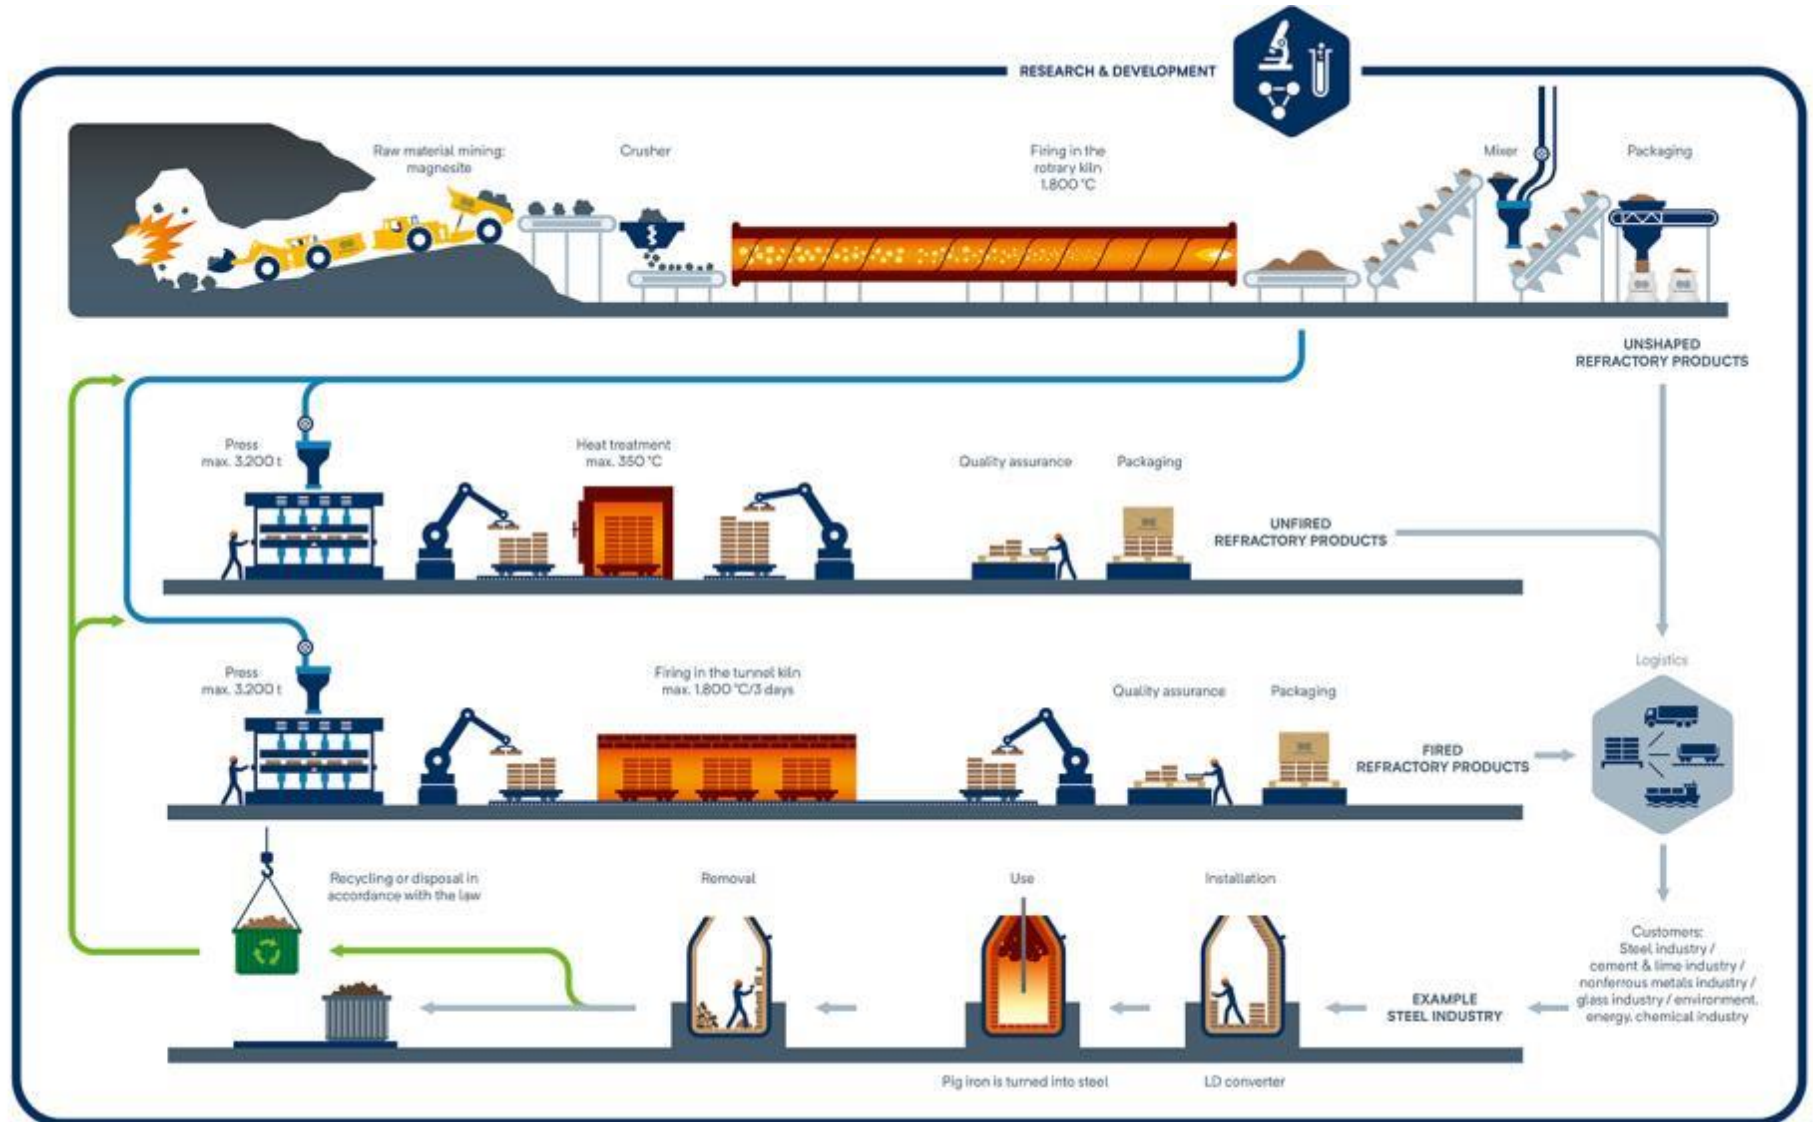 RESEARCH & DEVELOPMENT
Raw material mining:
magnesite
Crusher
Firing in the
rotrary kiln
1.800 °C
Mixer
Packaging
UNSHAPED
REFRACTORY PRODUCTS
Press
max. 3.200 t
Heat treatment
max. 350 °C
Quality assurance
Packaging
UNFIRED
REFRACTORY PRODUCTS
Logistics
Press
max. 3.200 t
Firing in the tunnel kiln
max. 1.800 °C/3 days
Quality assurance
Packaging
FIRED
REFRACTORY PRODUCTS
Recycling or disposal in
accordance with the law
Removal
Use
Installation
Customers:
Steel industry /
cement & lime industry /
nonferrous metals industry /
glass industry / environment,
energy, chemical industry
EXAMPLE
STEEL INDUSTRY
Pig iron is turned into steel
LD converter